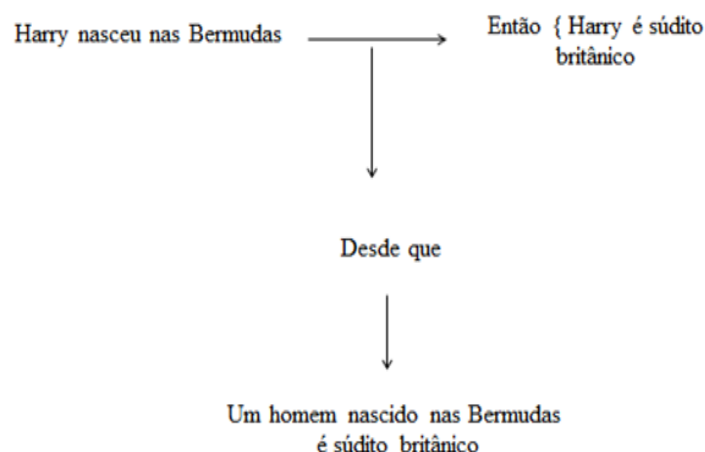 Harry nasceu nas Bermudas
Então { Harry é súdito
britânico
Desde que
Um homem nascido nas Bermudas
é súdito britânico